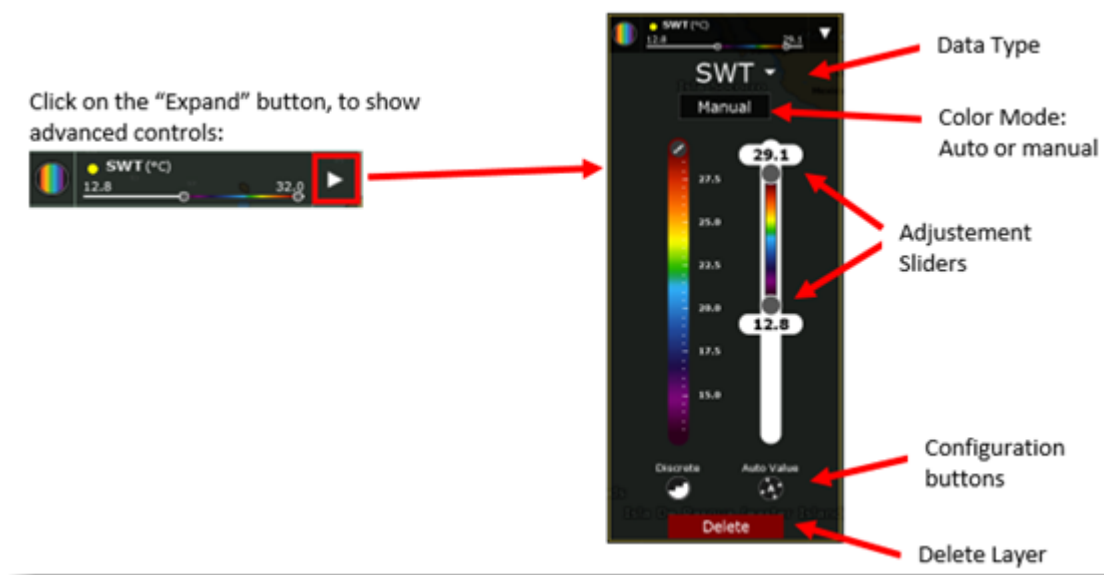 Click on the “Expand” button, to show
advanced controls:
SWT (°C)
12.8 32.0
SWT (°C)
12.8 29.1
SWT
Manual
29.1
27.5
25.0
22.5
20.0
12.8
17.5
15.0
Discrete Auto Value
Delete
Data Type
Color Mode:
Auto or manual
Adjustement
Sliders
Configuration
buttons
Delete Layer